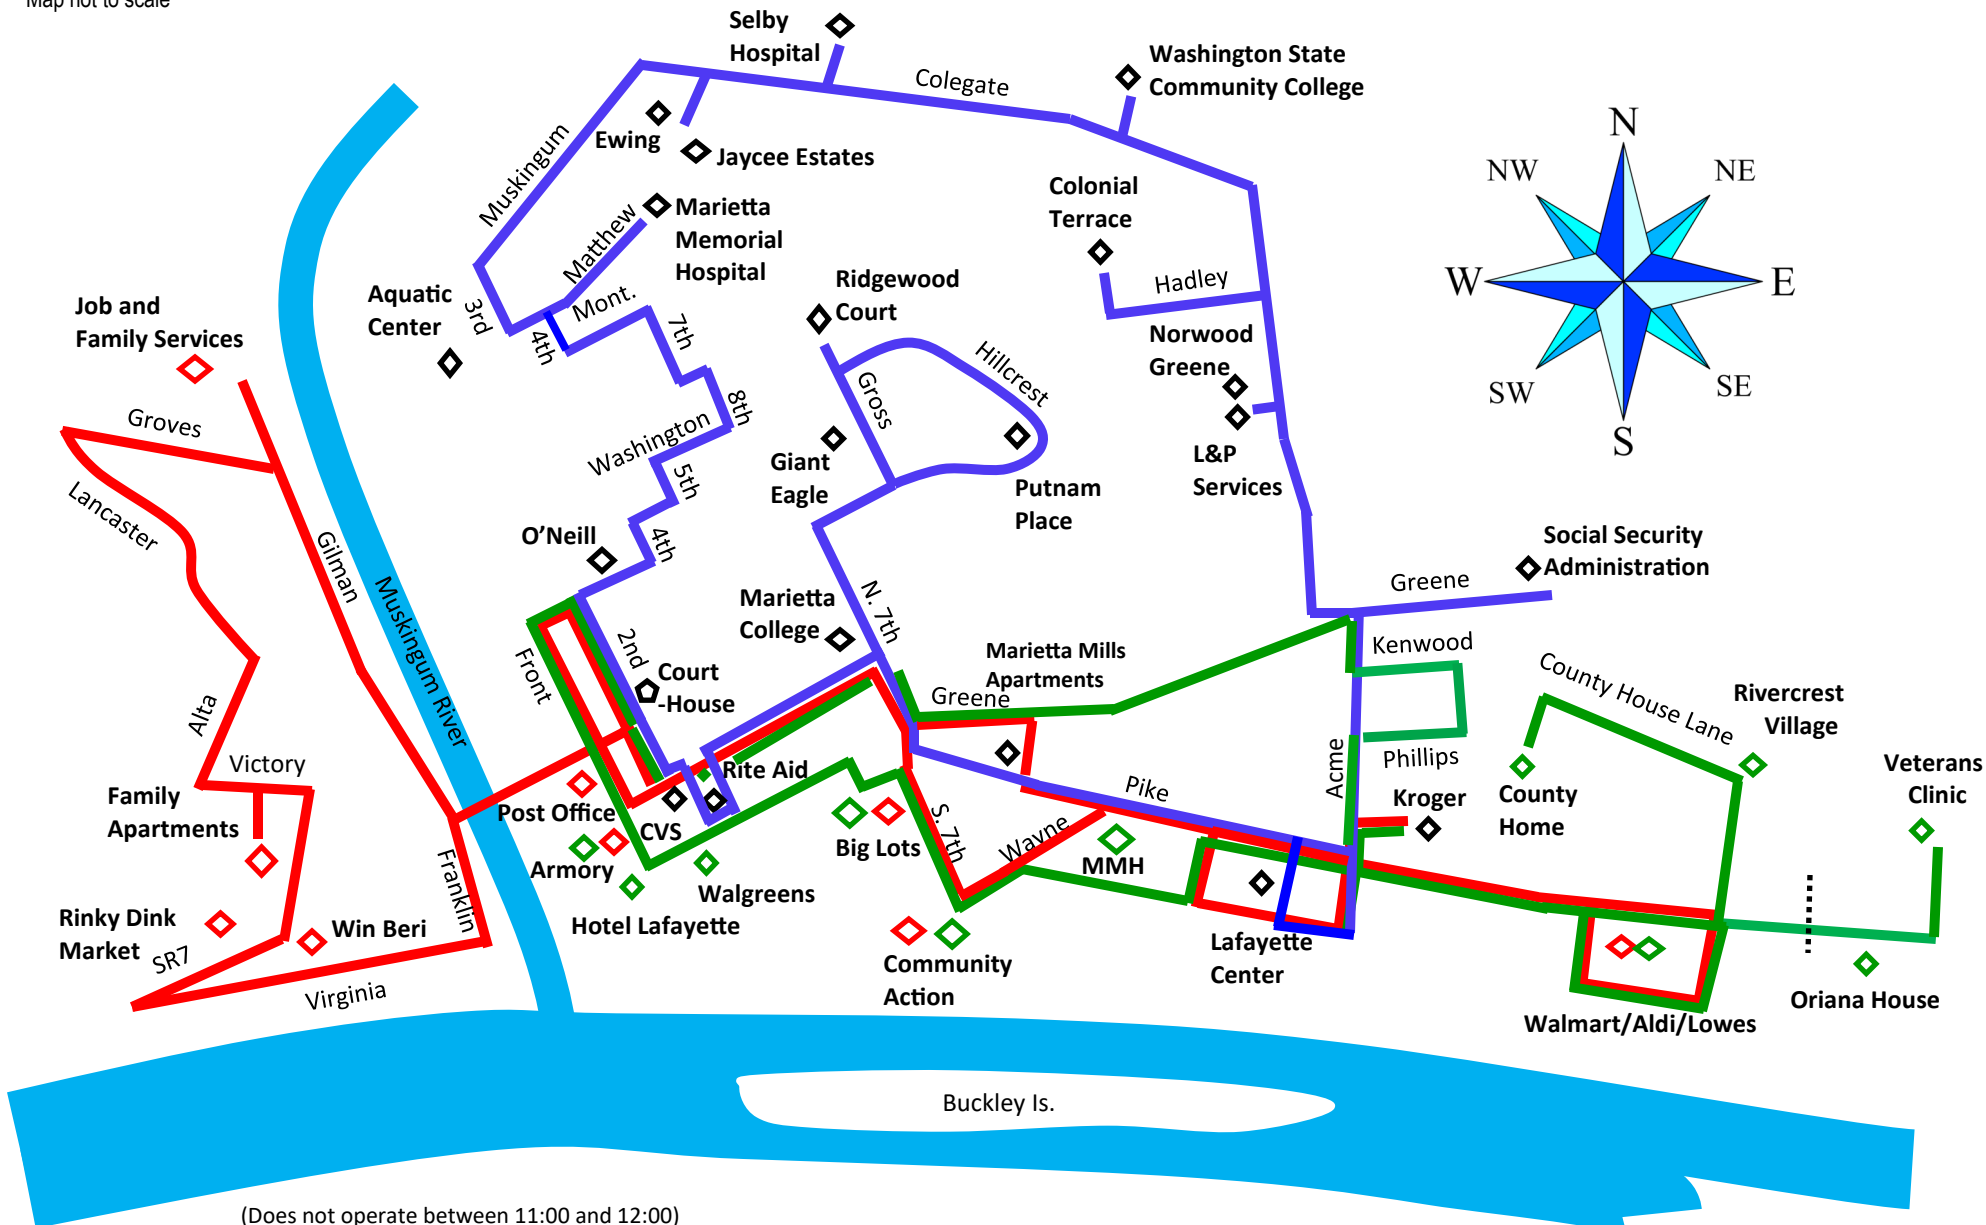 Map not to scale
Selby
Hospital
Washington State
Community College
Colegate
N
NW
NE
W
E
SW
SE
S
Muskingum
Ewing
Jaycee Estates
Colonial
Terrace
Matthew
Marietta
Memorial
Hospital
Ridgewood
Court
Hadley
Job and
Family Services
Aquatic
Center
3rd
4th
Mont.
7th
Norwood
Greene
Hillcrest
Gross
8th
Groves
Washington
Giant
Eagle
L&P
Services
5th
Putnam
Place
Lancaster
Gilman
O'Neill
4th
Social Security
Administration
Greene
Muskingum River
Marietta
College
N. 7th
2nd
Front
Court
-House
Marietta Mills
Apartments
Greene
Kenwood
County House Lane
Rivercrest
Village
Alta
Victory
Rite Aid
Pike
Acme
Phillips
Veterans
Clinic
Family
Apartments
Post Office
CVS
Kroger
County
Home
Franklin
Armory
Big Lots
S. 7th
Wayne
MMH
Walgreens
Hotel Lafayette
Rinky Dink
Market
Win Beri
SR7
Virginia
Community
Action
Lafayette
Center
Oriana House
Walmart/Aldi/Lowes
Buckley Is.
(Does not operate between 11:00 and 12:00)